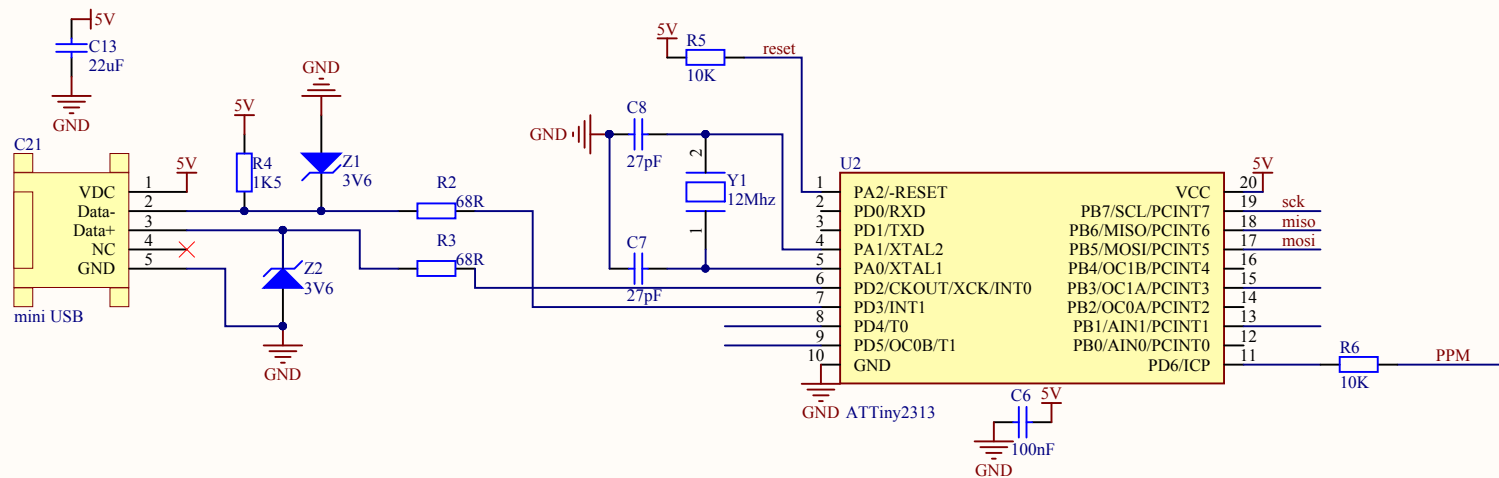 5V
C13
22uF
GND
C21
VDC
Data-
Data+
NC
GND
1
2
3
4
5
mini USB
5V
5V
R4
1K5
GND
Z1
3V6
Z2
3V6
GND
R2
68R
R3
68R
5V
R5
10K
reset
GND
C8
27pF
2
Y1
12Mhz
1
C7
27pF
U2
1 PA2/-RESET
2 PD0/RXD
3 PD1/TXD
4 PA1/XTAL2
5 PA0/XTAL1
6 PD2/CKOUT/XCK/INT0
7 PD3/INT1
8 PD4/T0
9 PD5/OC0B/T1
10 GND
VCC 20
PB7/SCL/PCINT7 19
PB6/MISO/PCINT6 18
PB5/MOSI/PCINT5 17
PB4/OC1B/PCINT4 16
PB3/OC1A/PCINT3 15
PB2/OC0A/PCINT2 14
PB1/AIN1/PCINT1 13
PB0/AIN0/PCINT0 12
PD6/ICP 11
5V
sck
miso
mosi
GND
ATTiny2313
R6
10K
PPM
C6
5V
100nF
GND